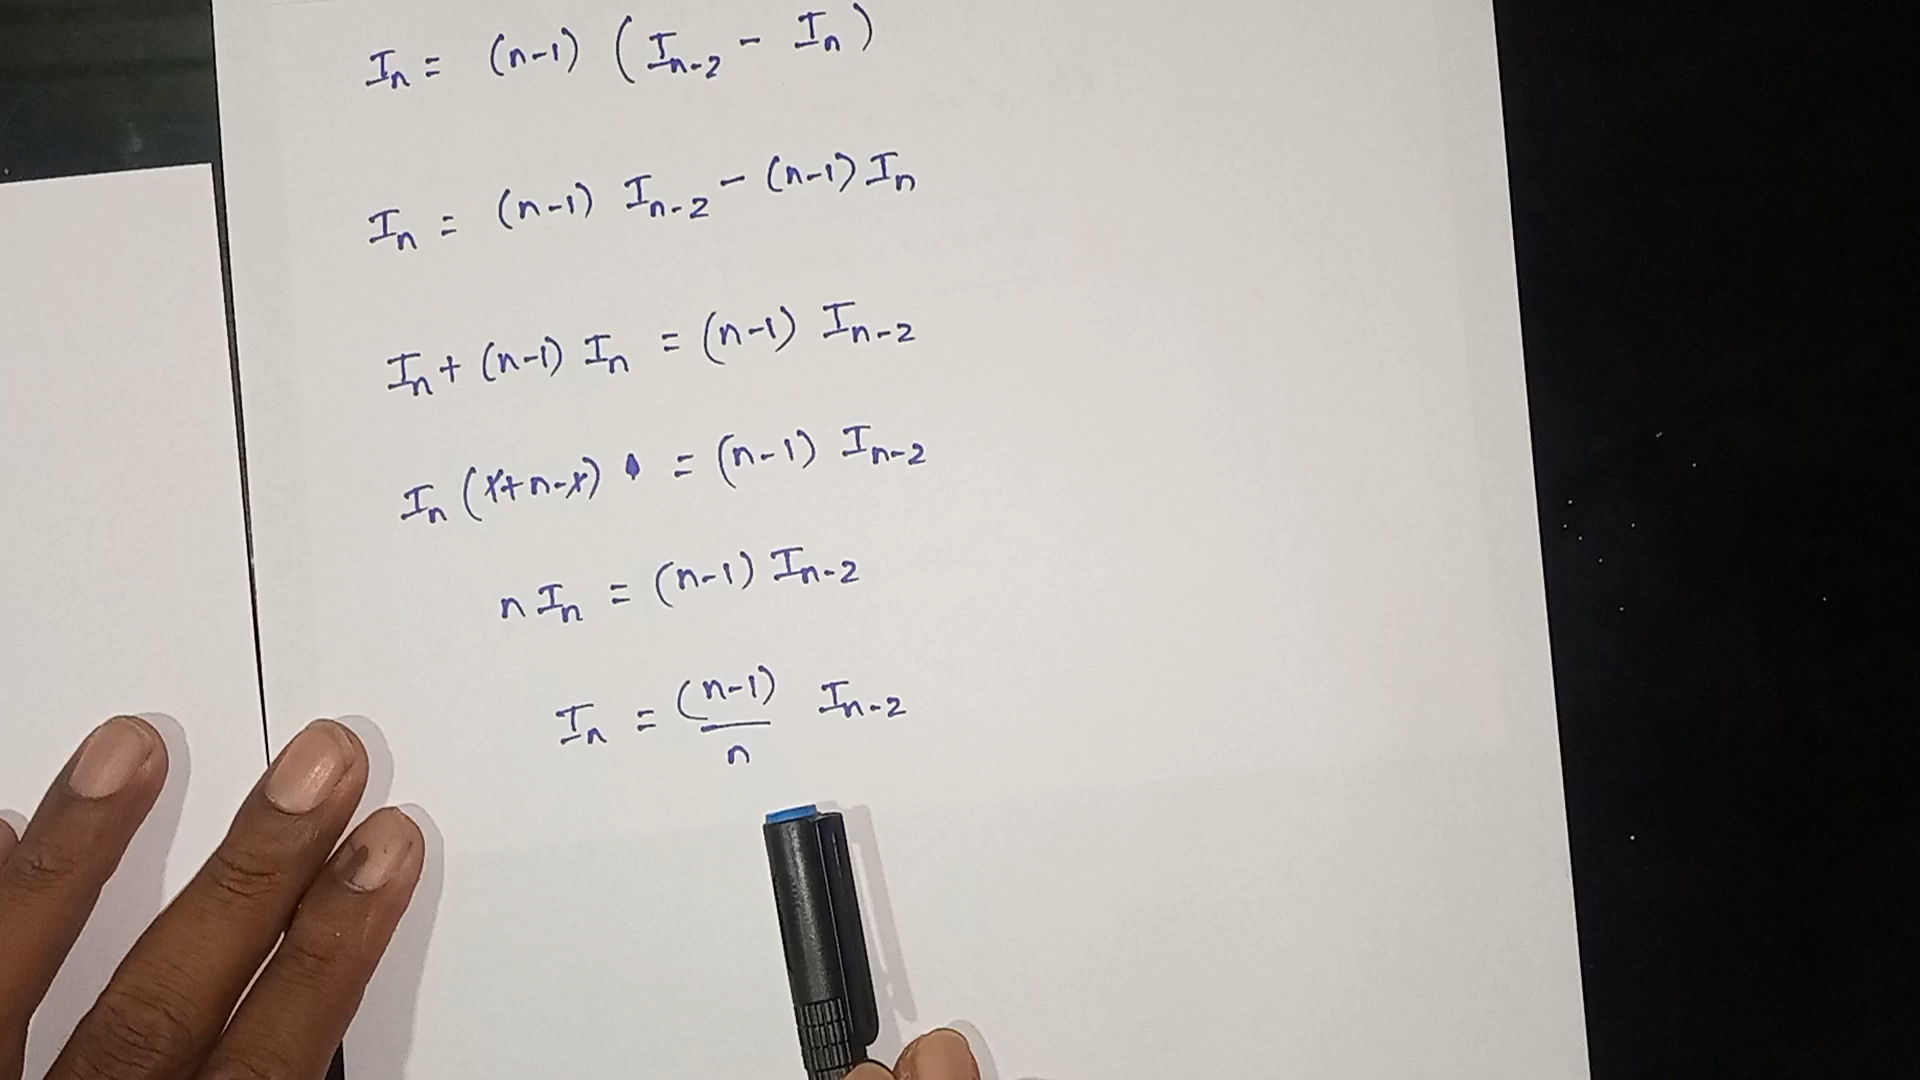 Iₙ = (n-1) (Iₙ₋₂ - Iₙ)
Iₙ = (n-1) Iₙ₋₂ - (n-1) Iₙ
Iₙ + (n-1) Iₙ = (n-1) Iₙ₋₂
Iₙ (1+n-1) = (n-1) Iₙ₋₂
n Iₙ = (n-1) Iₙ₋₂
Iₙ = (n-1)/n Iₙ₋₂